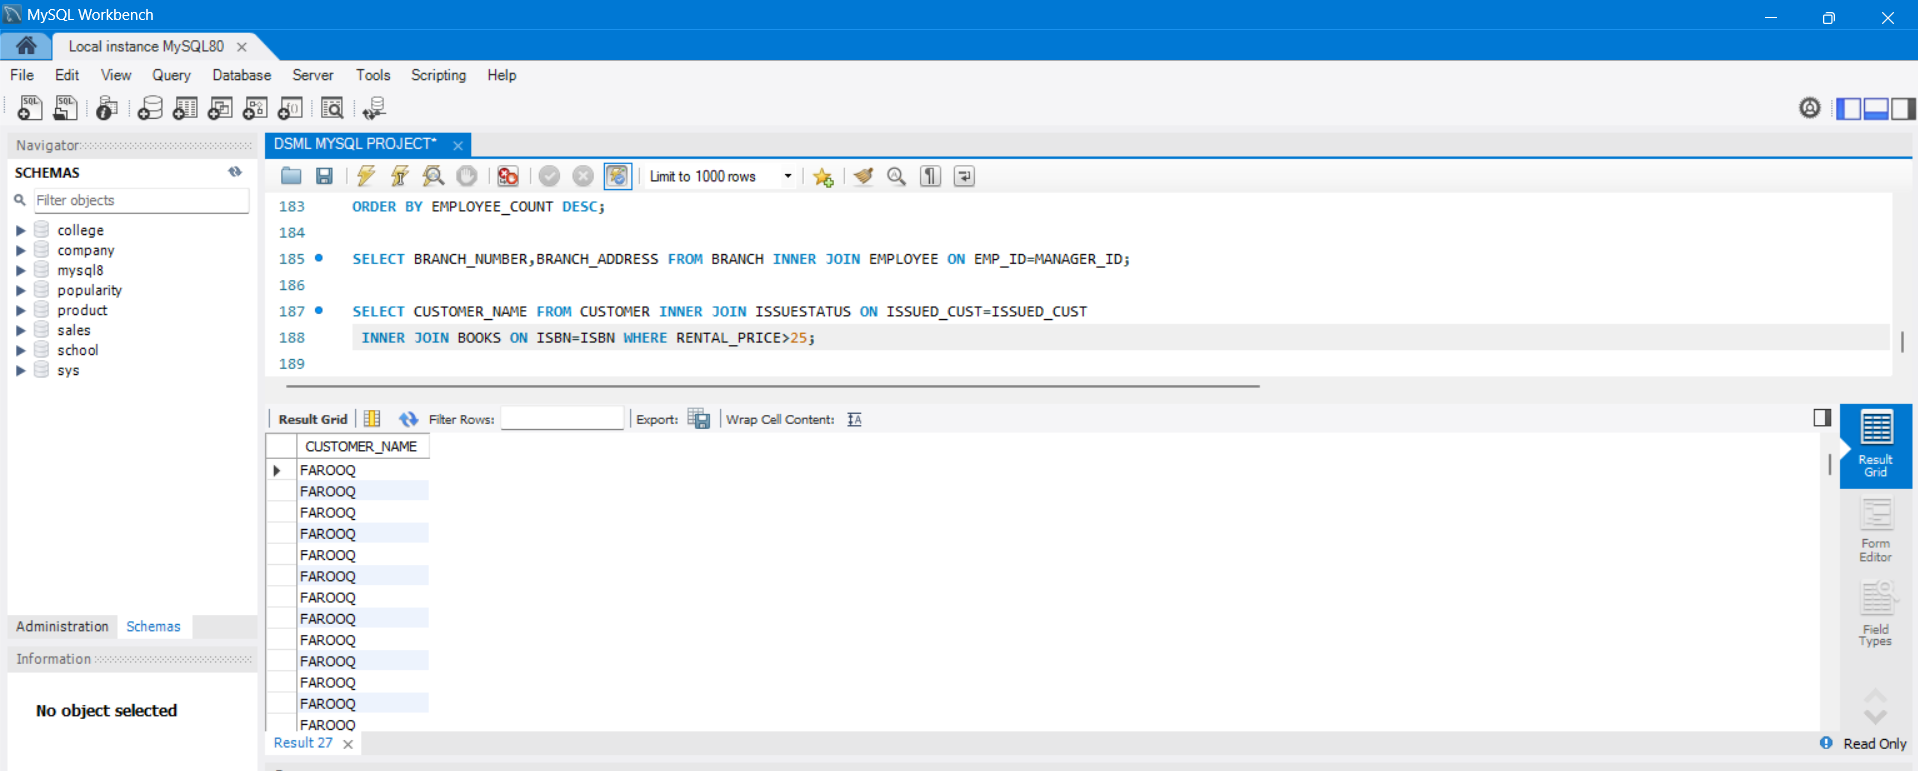 MySQL Workbench
Local instance MySQL80
File Edit View Query Database Server Tools Scripting Help
Navigator
SCHEMAS
Filter objects
college
company
mysql8
popularity
product
sales
school
sys
Administration Schemas
Information
No object selected
DSML MYSQL PROJECT*
Limit to 1000 rows
183 ORDER BY EMPLOYEE_COUNT DESC;
184
185 SELECT BRANCH_NUMBER,BRANCH_ADDRESS FROM BRANCH INNER JOIN EMPLOYEE ON EMP_ID=MANAGER_ID;
186
187 SELECT CUSTOMER_NAME FROM CUSTOMER INNER JOIN ISSUESTATUS ON ISSUED_CUST=ISSUED_CUST
188 INNER JOIN BOOKS ON ISBN=ISBN WHERE RENTAL_PRICE>25;
189
Result Grid Filter Rows: Export: Wrap Cell Content:
CUSTOMER_NAME
FAROOQ
FAROOQ
FAROOQ
FAROOQ
FAROOQ
FAROOQ
FAROOQ
FAROOQ
FAROOQ
FAROOQ
FAROOQ
FAROOQ
FAROOQ
Result
Grid
Form
Editor
Field
Types
Result 27
Read Only